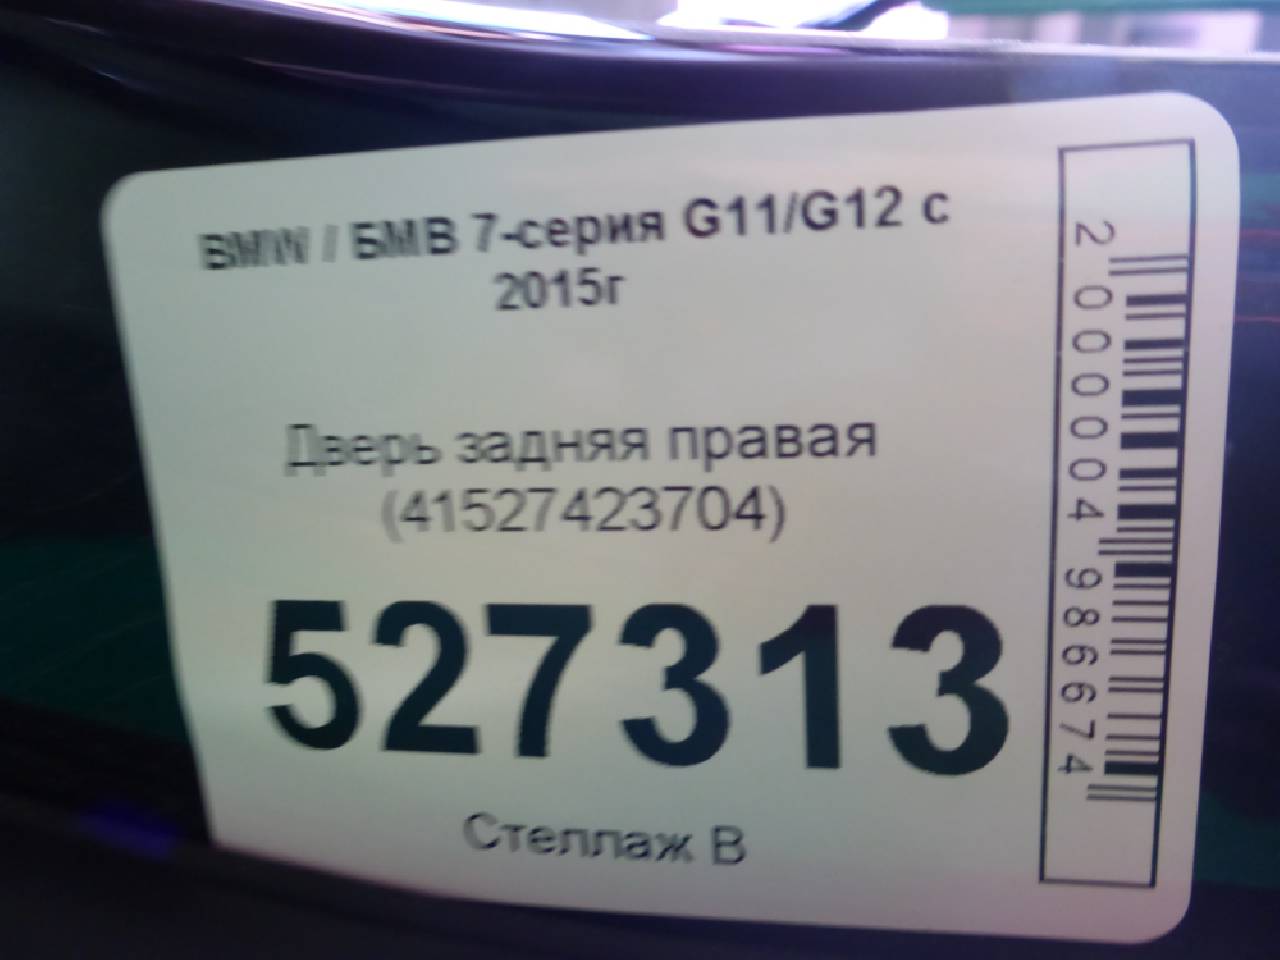 BMW / БМВ 7-серия G11/G12 с
2015г
Дверь задняя правая
(41527423704)
527313
Стеллаж В
2000004986674